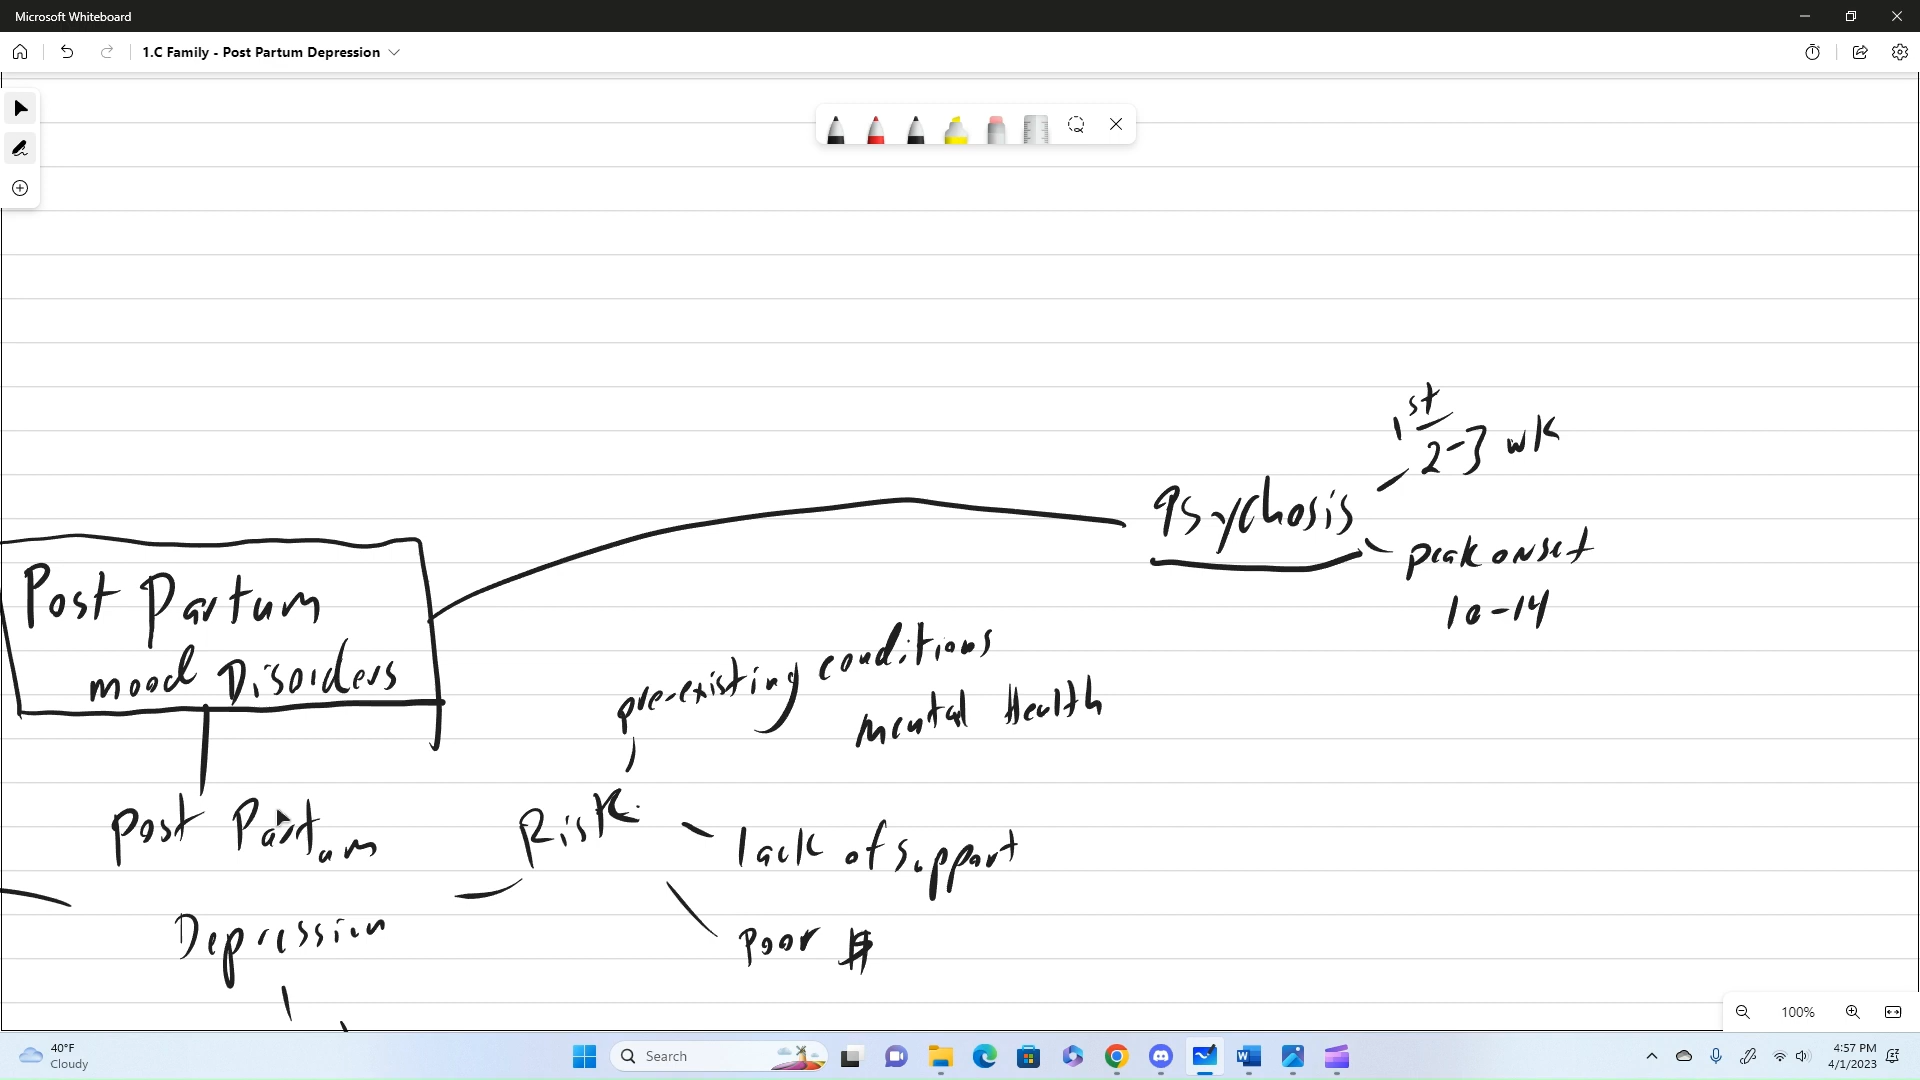 Microsoft Whiteboard
1.C Family - Post Partum Depression
1st
2-3 wk
Psychosis
peak onset
10-14
Post Partum
mood Disorders
pre-existing conditions
mental Health
Post Partum
Risk
lack of support
Depression
Poor $
100%
40°F
Cloudy
Search
4:57 PM
4/1/2023